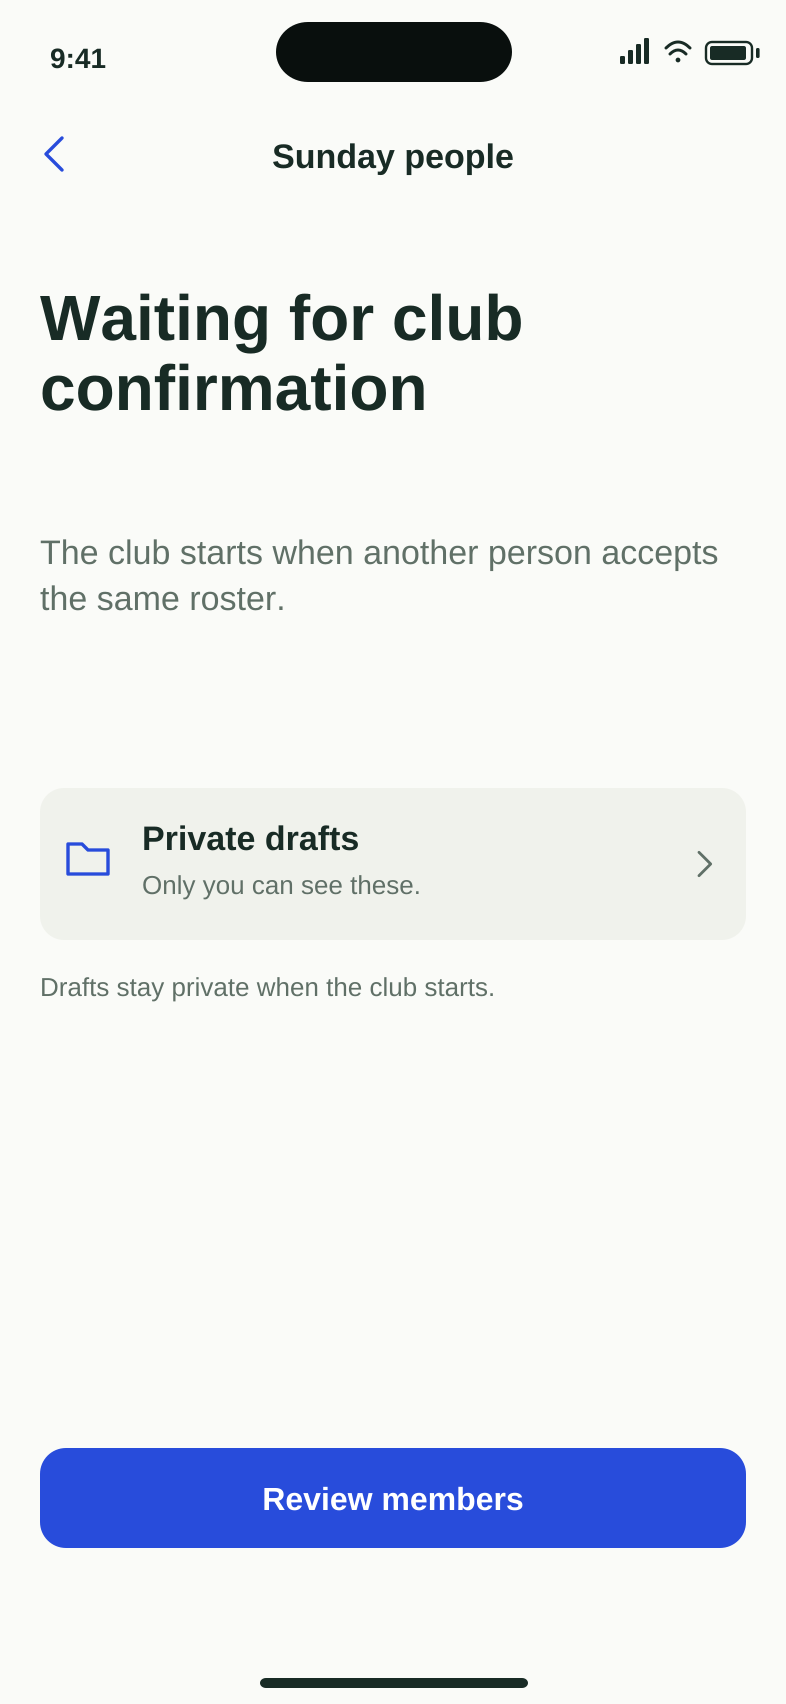 9:41
Sunday people
Waiting for club
confirmation
The club starts when another person accepts
the same roster.
Private drafts
Only you can see these.
Drafts stay private when the club starts.
Review members